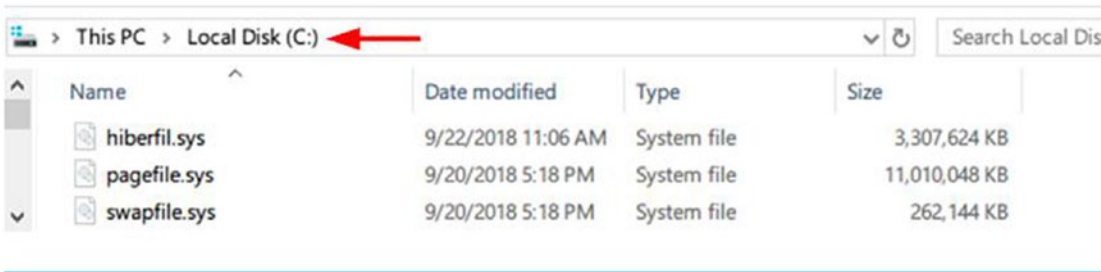 This PC > Local Disk (C:) Search Local Dis
Name Date modified Type Size
hiberfil.sys 9/22/2018 11:06 AM System file 3,307,624 KB
pagefile.sys 9/20/2018 5:18 PM System file 11,010,048 KB
swapfile.sys 9/20/2018 5:18 PM System file 262,144 KB